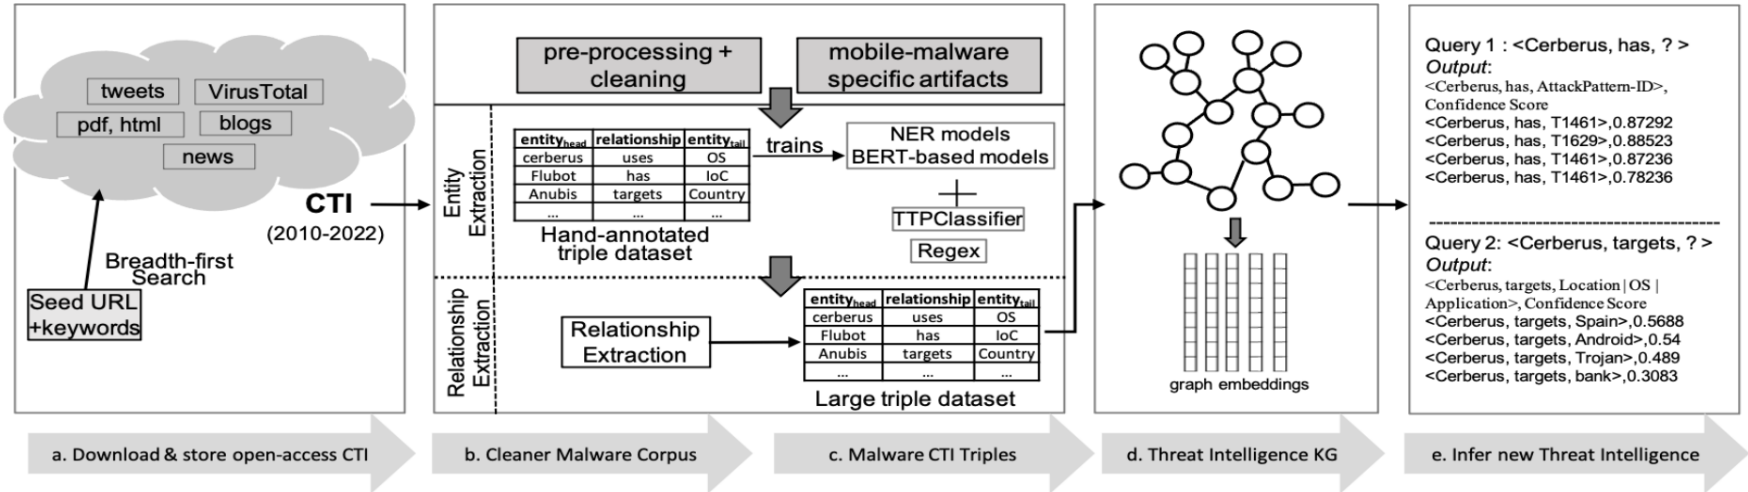 tweets
VirusTotal
pdf, html
blogs
news
CTI
(2010-2022)
Breadth-first
Search
Seed URL
+keywords
pre-processing +
cleaning
mobile-malware
specific artifacts
Entity
Extraction
entityhead relationship entitytail
cerberus uses OS
Flubot has IoC
Anubis targets Country
... ... ...
Hand-annotated
triple dataset
trains
NER models
BERT-based models
+
TTPClassifier
Regex
Relationship
Extraction
Relationship
Extraction
entityhead relationship entitytail
cerberus uses OS
Flubot has IoC
Anubis targets Country
... ... ...
Large triple dataset
graph embeddings
Query 1 : <Cerberus, has, ? >
Output:
<Cerberus, has, AttackPattern-ID>,
Confidence Score
<Cerberus, has, T1461>,0.87292
<Cerberus, has, T1629>,0.88523
<Cerberus, has, T1461>,0.87236
<Cerberus, has, T1461>,0.78236
Query 2: <Cerberus, targets, ? >
Output:
<Cerberus, targets, Location | OS |
Application>, Confidence Score
<Cerberus, targets, Spain>,0.5688
<Cerberus, targets, Android>,0.54
<Cerberus, targets, Trojan>,0.489
<Cerberus, targets, bank>,0.3083
a. Download & store open-access CTI
b. Cleaner Malware Corpus
c. Malware CTI Triples
d. Threat Intelligence KG
e. Infer new Threat Intelligence